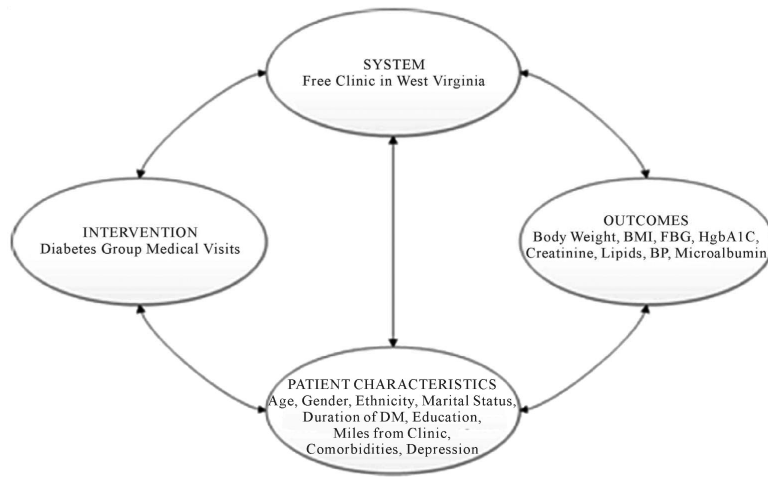 SYSTEM
Free Clinic in West Virginia
INTERVENTION
Diabetes Group Medical Visits
OUTCOMES
Body Weight, BMI, FBG, HgbA1C,
Creatinine, Lipids, BP, Microalbumin
PATIENT CHARACTERISTICS
Age, Gender, Ethnicity, Marital Status,
Duration of DM, Education,
Miles from Clinic,
Comorbidities, Depression